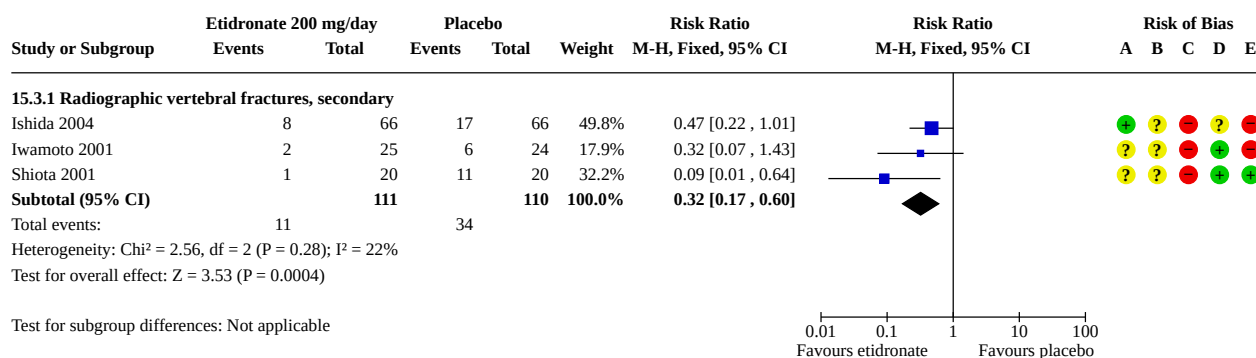 Etidronate 200 mg/day Placebo Risk Ratio Risk Ratio Risk of Bias
Study or Subgroup Events Total Events Total Weight M-H, Fixed, 95% CI M-H, Fixed, 95% CI A B C D E
15.3.1 Radiographic vertebral fractures, secondary
Ishida 2004 8 66 17 66 49.8% 0.47 [0.22 , 1.01] + ? − ? −
Iwamoto 2001 2 25 6 24 17.9% 0.32 [0.07 , 1.43] ? ? − + −
Shiota 2001 1 20 11 20 32.2% 0.09 [0.01 , 0.64] ? ? − + +
Subtotal (95% CI) 111 110 100.0% 0.32 [0.17 , 0.60]
Total events: 11 34
Heterogeneity: Chi² = 2.56, df = 2 (P = 0.28); I² = 22%
Test for overall effect: Z = 3.53 (P = 0.0004)
Test for subgroup differences: Not applicable
0.01 0.1 1 10 100
Favours etidronate Favours placebo